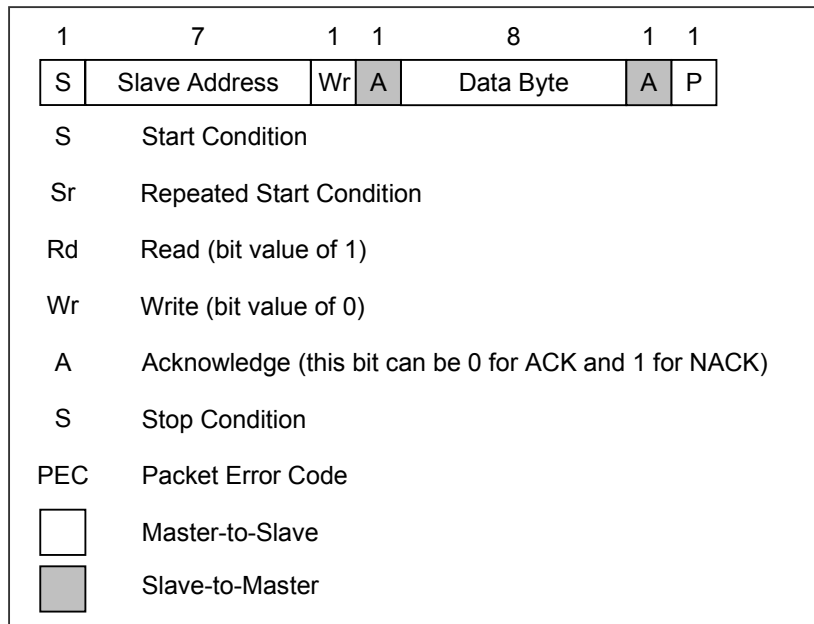 1 7 1 1 8 1 1
S Slave Address Wr A Data Byte A P
S Start Condition
Sr Repeated Start Condition
Rd Read (bit value of 1)
Wr Write (bit value of 0)
A Acknowledge (this bit can be 0 for ACK and 1 for NACK)
S Stop Condition
PEC Packet Error Code
Master-to-Slave
Slave-to-Master